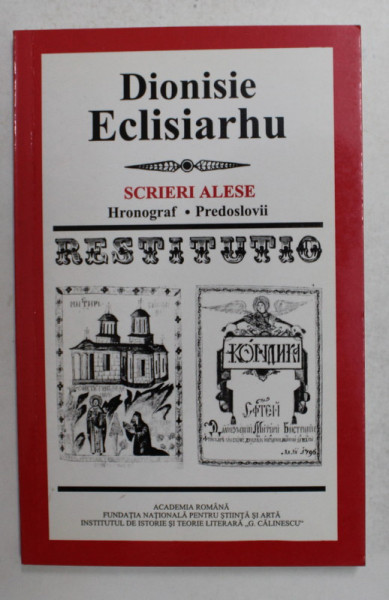 Dionisie
Eclisiarhu
SCRIERI ALESE
Hronograf • Predoslovii
RESTITUTIO
КОНДИКА
ACADEMIA ROMÂNĂ
FUNDAȚIA NAȚIONALĂ PENTRU ȘTIINȚĂ ȘI ARTĂ
INSTITUTUL DE ISTORIE ȘI TEORIE LITERARĂ „G. CĂLINESCU”